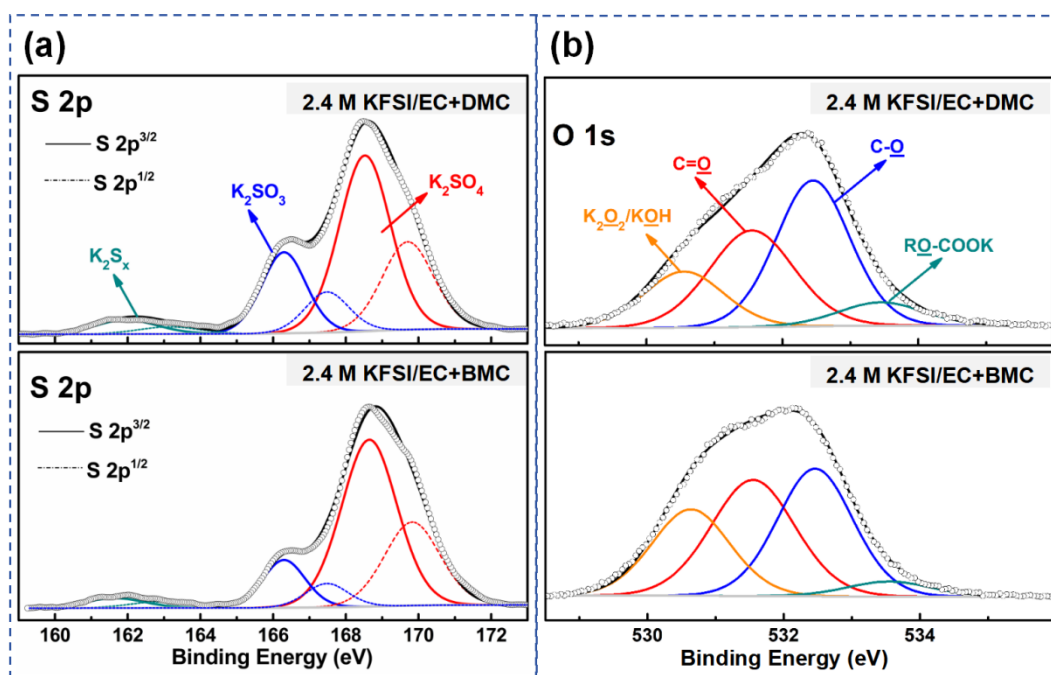 (a)
S 2p
2.4 M KFSI/EC+DMC
S 2p3/2
S 2p1/2
K2SO3
K2SO4
K2Sx
S 2p
2.4 M KFSI/EC+BMC
S 2p3/2
S 2p1/2
160 162 164 166 168 170 172
Binding Energy (eV)
(b)
2.4 M KFSI/EC+DMC
O 1s
C=O
C-O
K2O2/KOH
RO-COOK
2.4 M KFSI/EC+BMC
530 532 534
Binding Energy (eV)